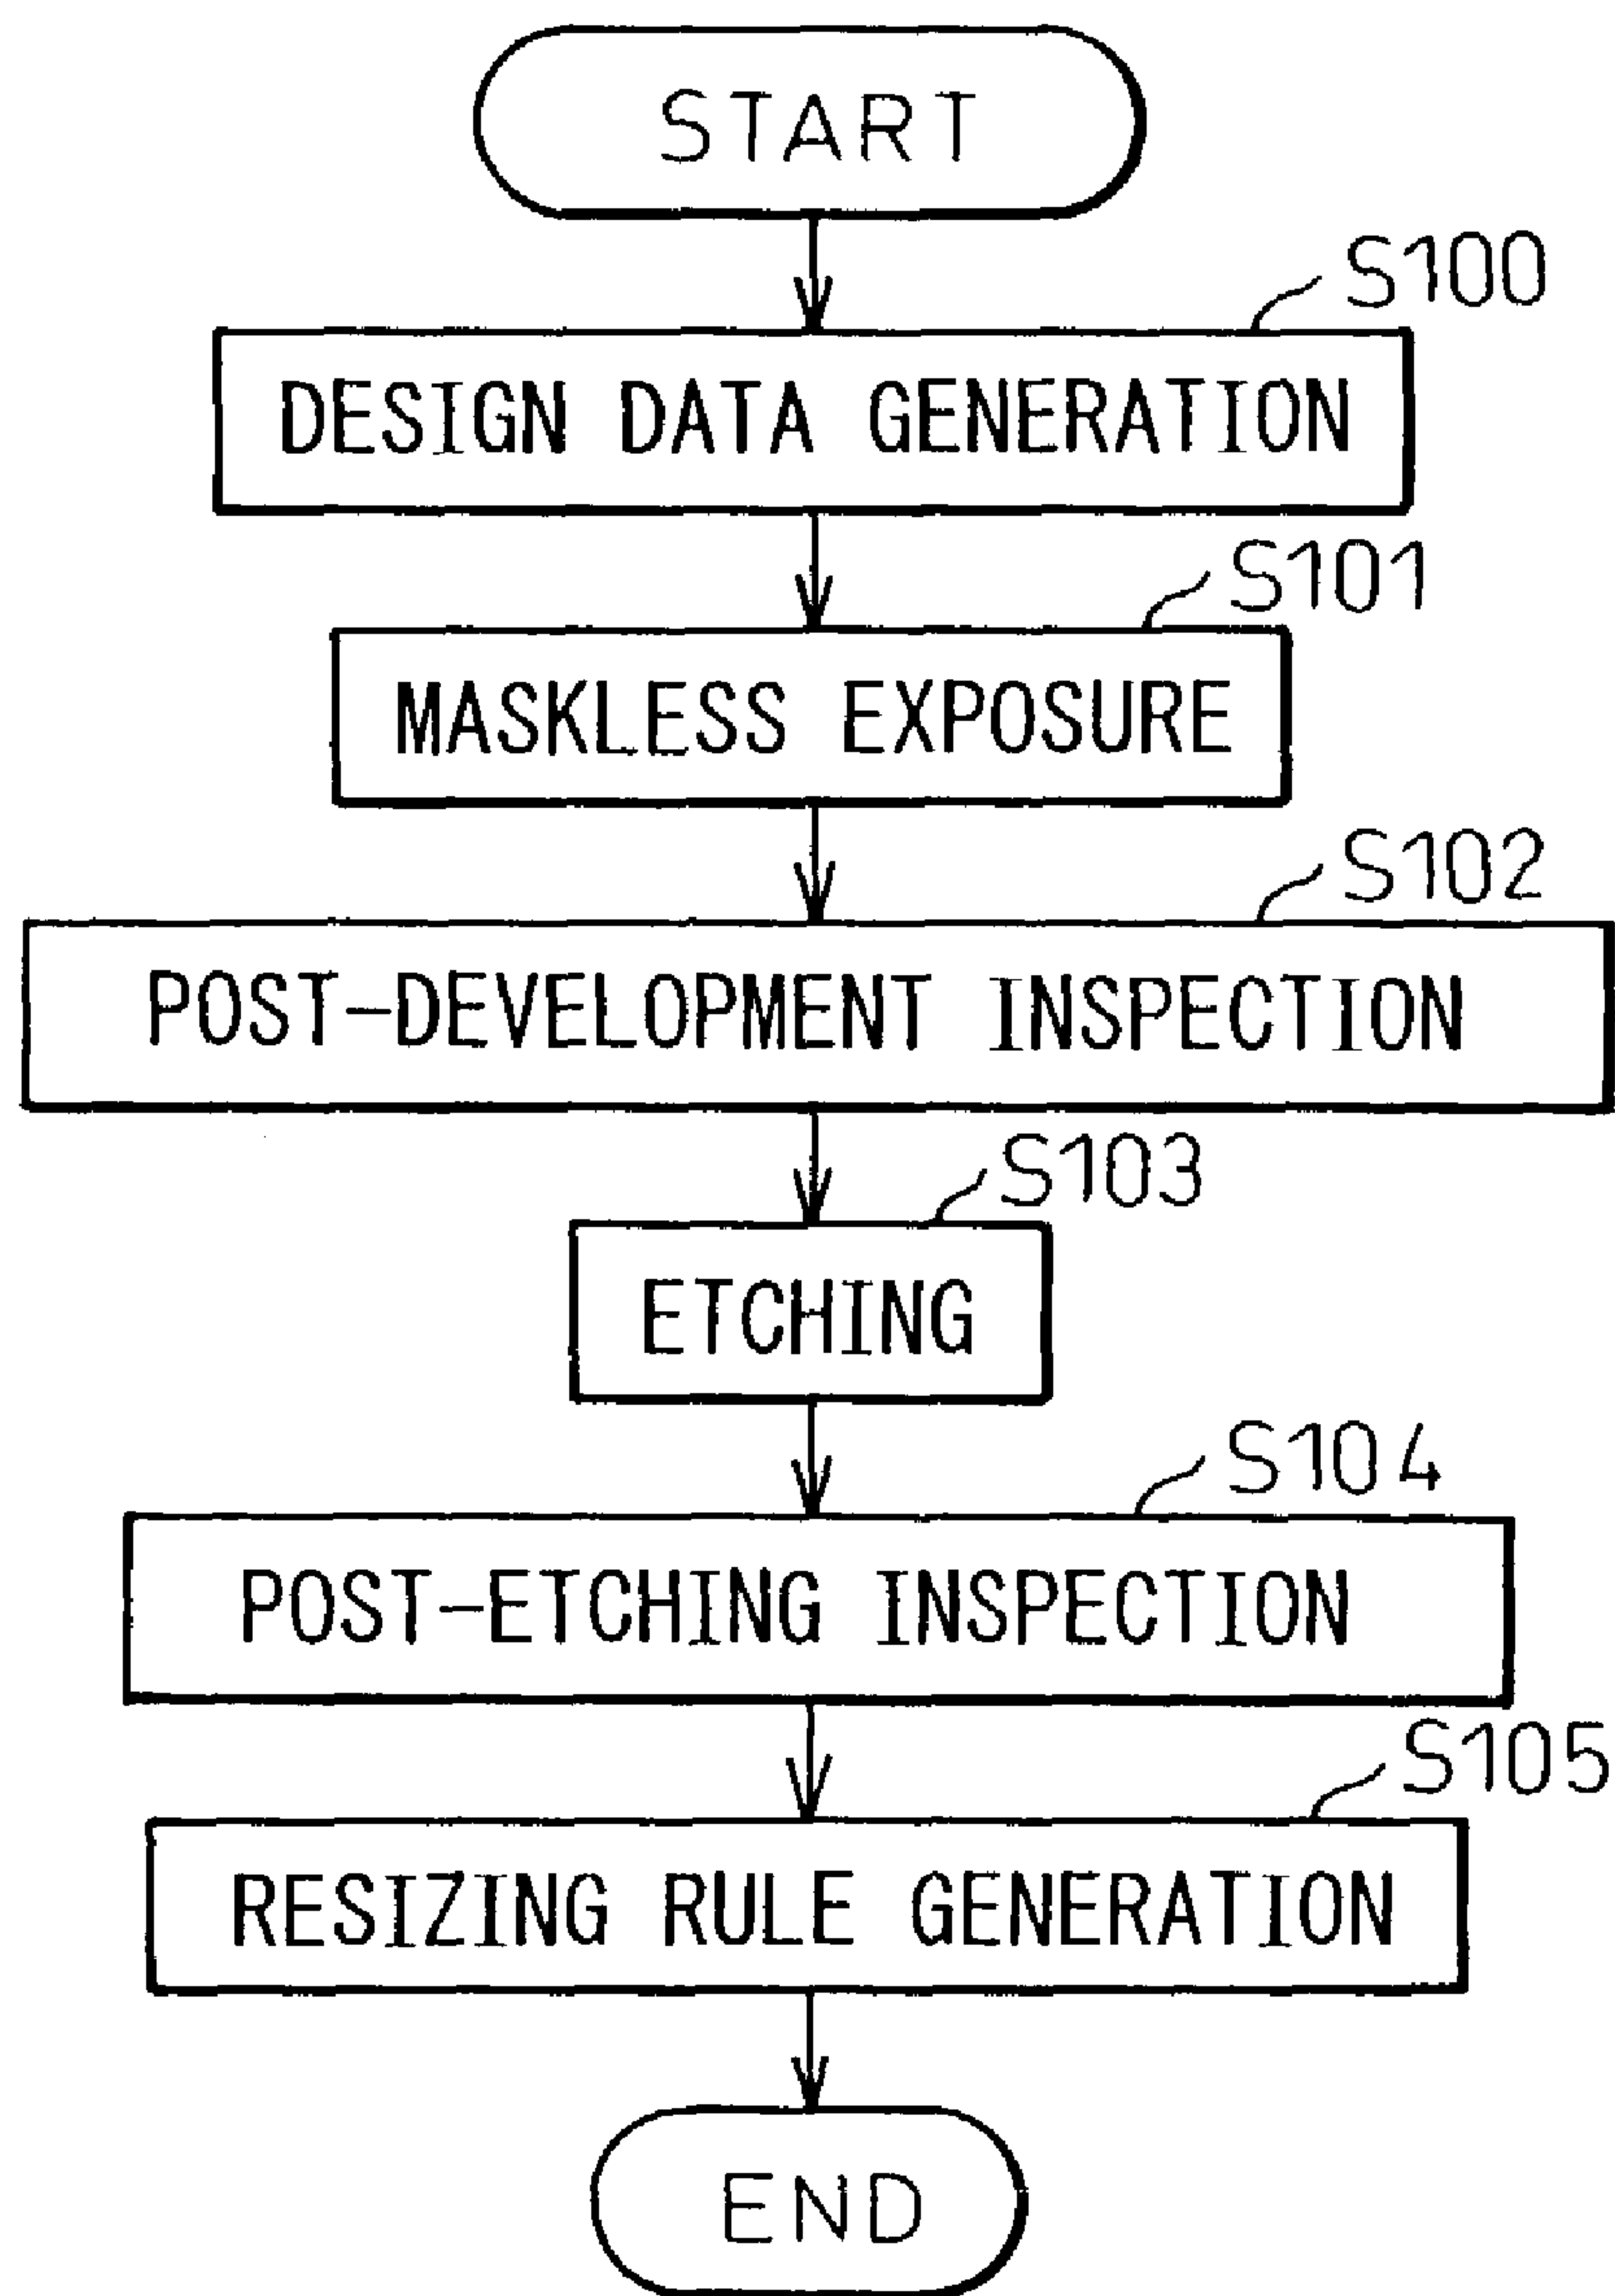 START
S100
DESIGN DATA GENERATION
S101
MASKLESS EXPOSURE
S102
POST-DEVELOPMENT INSPECTION
S103
ETCHING
S104
POST-ETCHING INSPECTION
S105
RESIZING RULE GENERATION
END